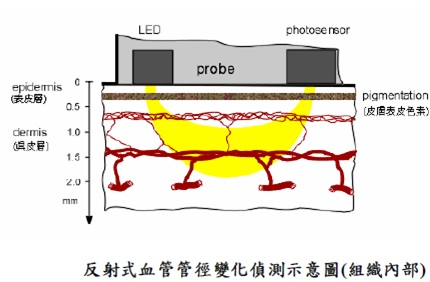 LED
photosensor
probe
epidermis
(表皮層)
0
pigmentation
(皮膚表皮色素)
0.5
dermis
(真皮層)
1.0
1.5
2.0
mm
反射式血管管徑變化偵測示意圖(組織內部)